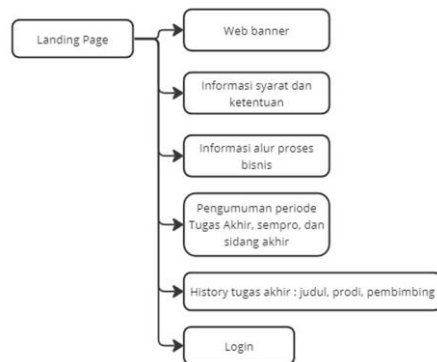 Landing Page
Web banner
Informasi syarat dan
ketentuan
Informasi alur proses
bisnis
Pengumuman periode
Tugas Akhir, sempro, dan
sidang akhir
History tugas akhir : judul, prodi, pembimbing
Login